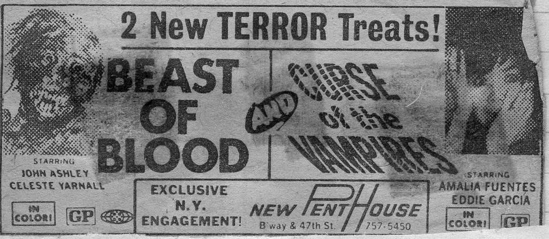 2 New TERROR Treats!
BEAST
OF
BLOOD
AND
CURSE
of the
VAMPIRES
STARRING
JOHN ASHLEY
CELESTE YARNALL
STARRING
AMALIA FUENTES
EDDIE GARCIA
IN
COLOR!
GP
EXCLUSIVE
N.Y.
ENGAGEMENT!
NEW PENTHOUSE
B'way & 47th St. 757-5450
IN
COLOR!
GP